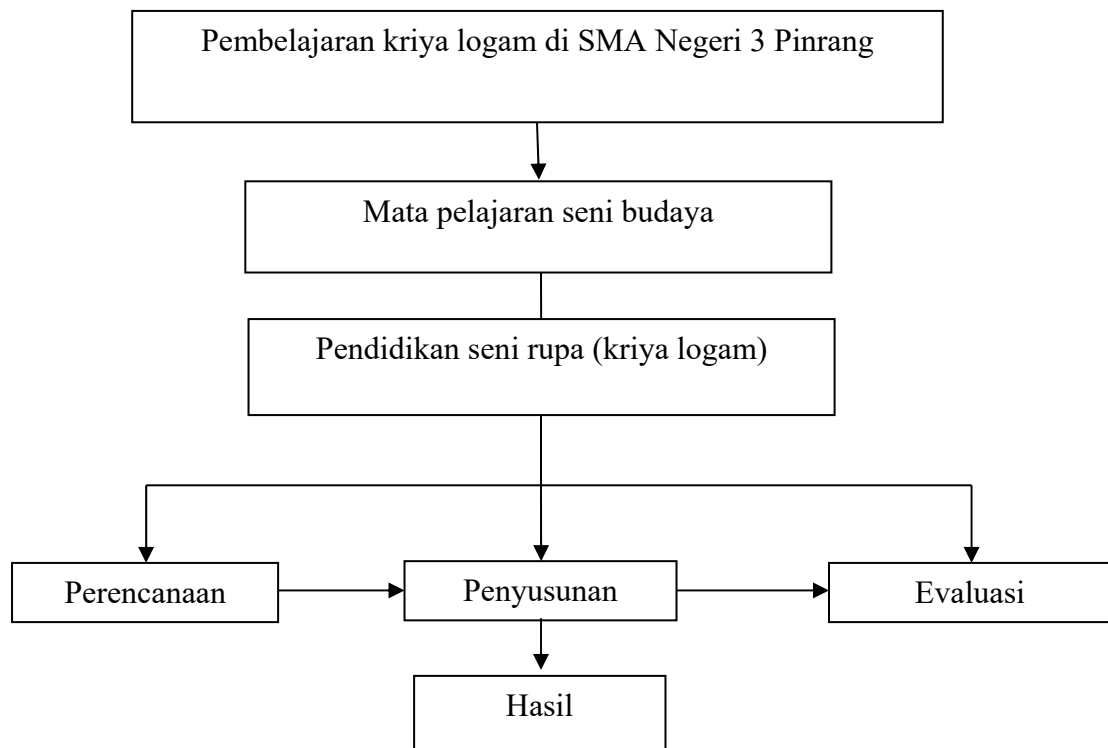 Pembelajaran kriya logam di SMA Negeri 3 Pinrang
Mata pelajaran seni budaya
Pendidikan seni rupa (kriya logam)
Perencanaan
Penyusunan
Evaluasi
Hasil